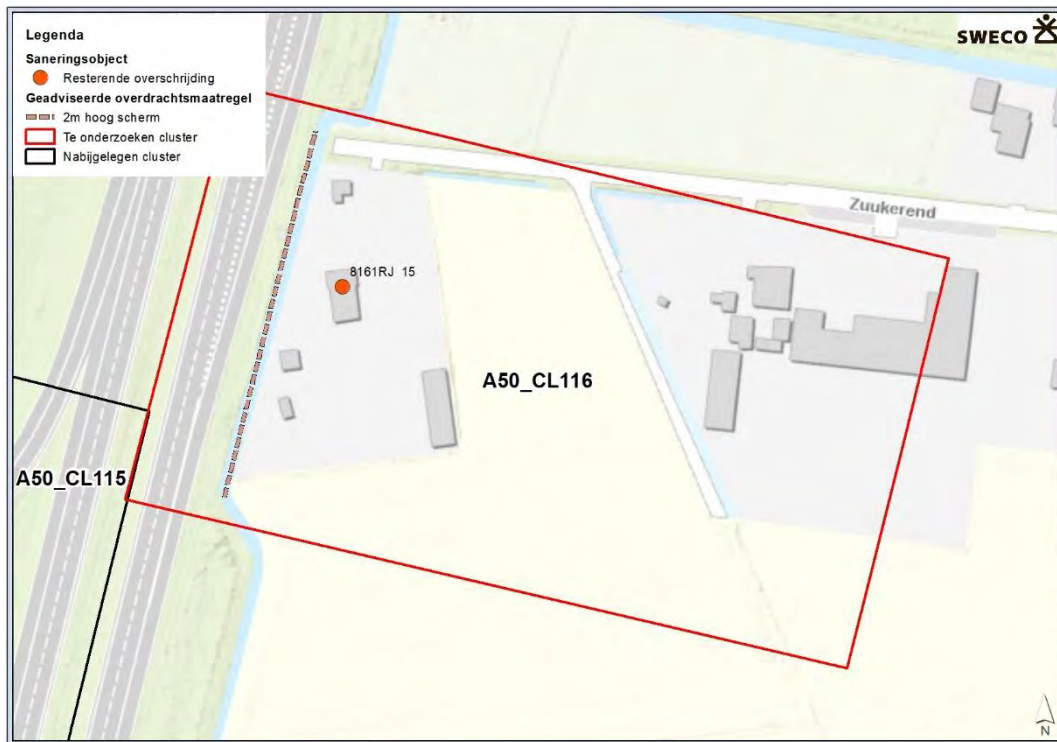 Legenda
Saneringsobject
Resterende overschrijding
Geadviseerde overdrachtsmaatregel
2m hoog scherm
Te onderzoeken cluster
Nabijgelegen cluster
SWECO
Zuukerend
8161RJ 15
A50_CL116
A50_CL115
N